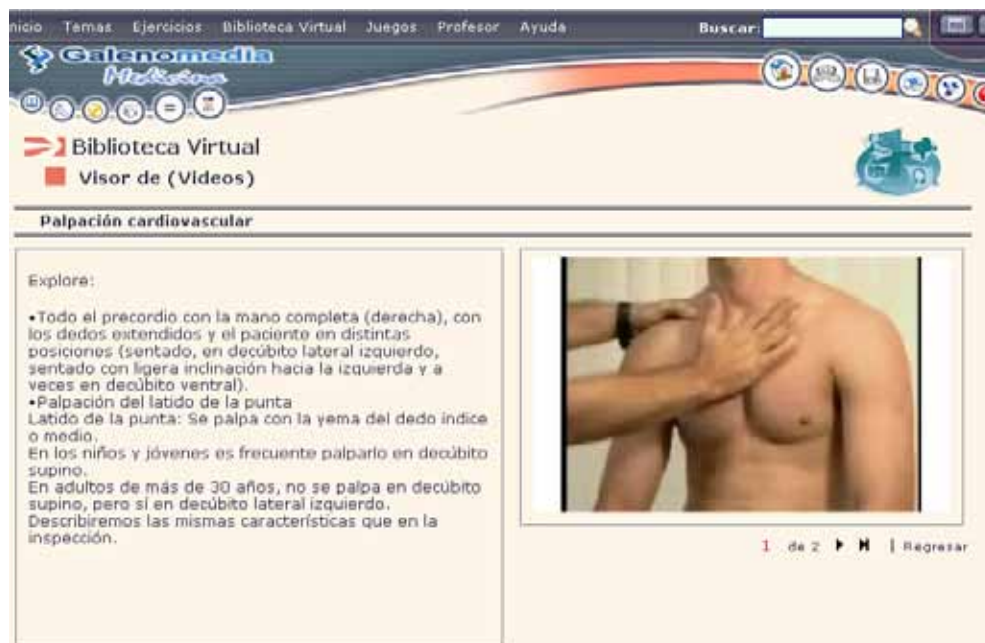 nicio Temas Ejercicios Biblioteca Virtual Juegos Profesor Ayuda Buscar:
Galenomedia
Medicina
Biblioteca Virtual
Visor de (Videos)
Palpación cardiovascular
Explore:
•Todo el precordio con la mano completa (derecha), con
los dedos extendidos y el paciente en distintas
posiciones (sentado, en decúbito lateral izquierdo,
sentado con ligera inclinación hacia la izquierda y a
veces en decúbito ventral).
•Palpación del latido de la punta
Latido de la punta: Se palpa con la yema del dedo índice
o medio.
En los niños y jóvenes es frecuente palparlo en decúbito
supino.
En adultos de más de 30 años, no se palpa en decúbito
supino, pero sí en decúbito lateral izquierdo.
Describiremos las mismas características que en la
inspección.
1 de 2 | Regresar